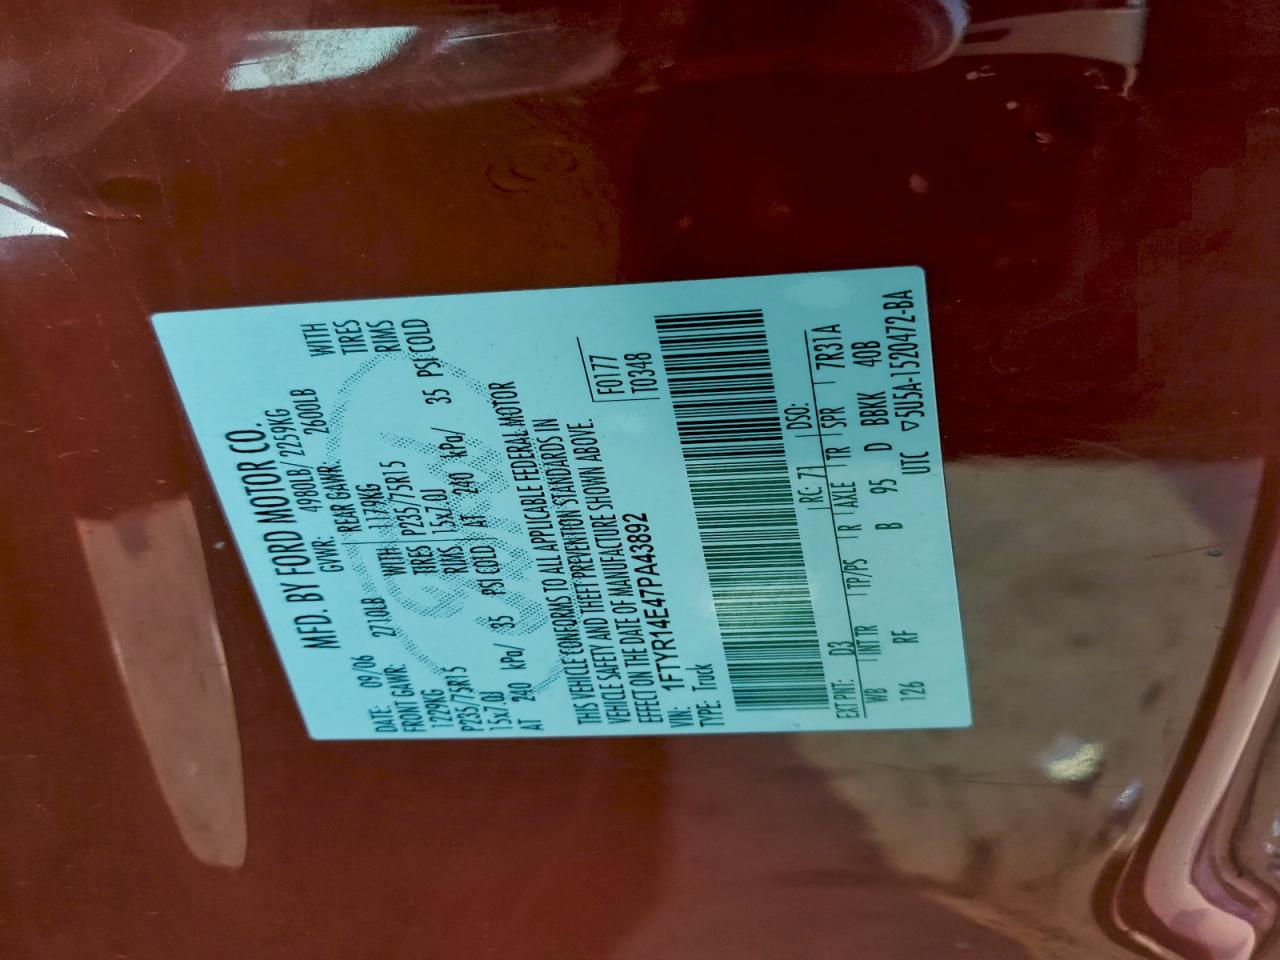 MFD. BY FORD MOTOR CO.
DATE: 09/06 GVWR: 4980LB/ 2259KG
FRONT GAWR: 2710LB REAR GAWR: 2600LB
1229KG WITH 1179KG WITH
P235/75R15 TIRES P235/75R15 TIRES
15x7.0J RIMS 15x7.0J RIMS
AT 240 kPa/ 35 PSI COLD AT 240 kPa/ 35 PSI COLD
THIS VEHICLE CONFORMS TO ALL APPLICABLE FEDERAL MOTOR
VEHICLE SAFETY AND THEFT PREVENTION STANDARDS IN
EFFECT ON THE DATE OF MANUFACTURE SHOWN ABOVE.
VIN: 1FTYR14E47PA43892 F0177
TYPE: Truck T0348
EXT PNT: D3 RC: 71 DSO:
WB INT TR TP/PS R AXLE TR SPR 7R31A
126 RF B 95 D BBKK 40B
UTC ▽5U5A-1520472-BA